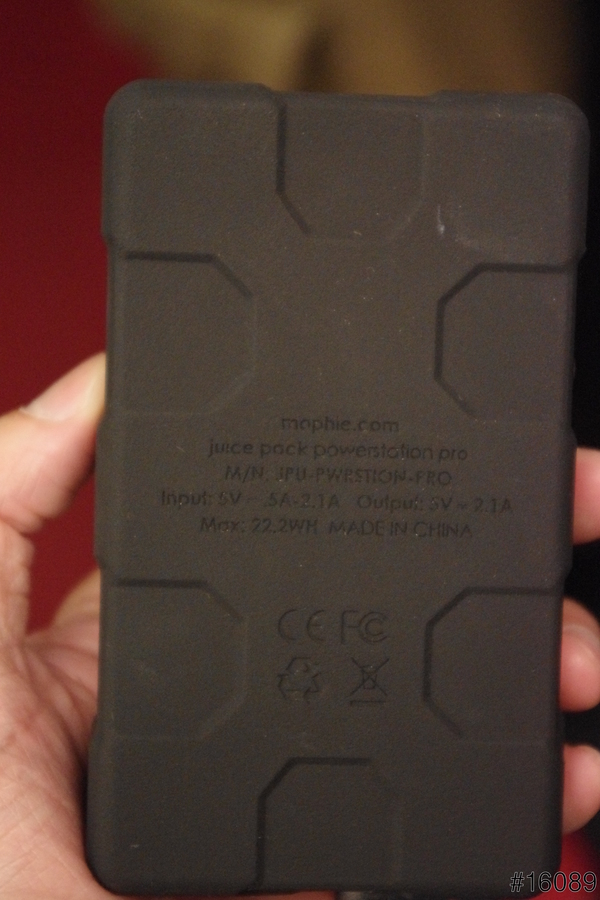 mophie.com
juice pack powerstation pro
M/N: JPU-PWRSTION-PRO
Input: 5V ⎓ .5A-2.1A Output: 5V ⎓ 2.1A
Max: 22.2WH MADE IN CHINA
CE FC
#16089